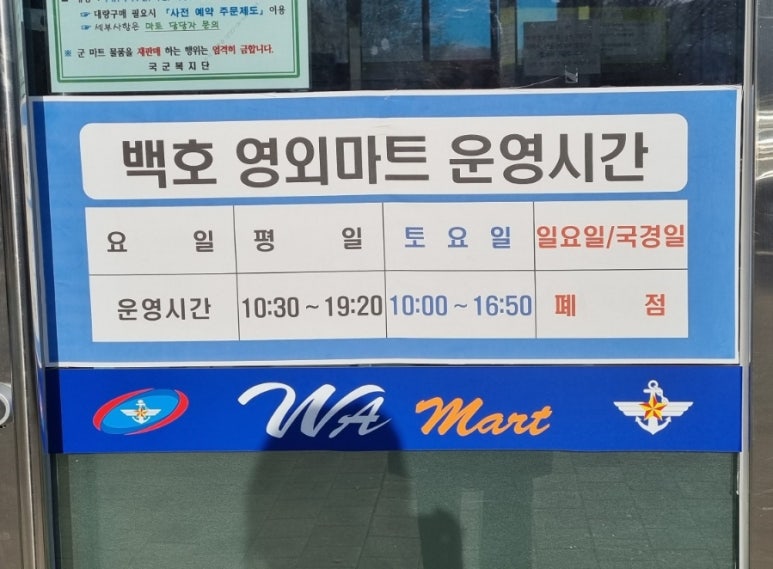 ☞ 대량구매 필요시 「사전 예약 주문제도」 이용
☞ 세부사항은 마트 담당자 문의
※ 군 마트 물품을 재판매 하는 행위는 엄격히 금합니다.
국군복지단
백호 영외마트 운영시간
요 일 평 일 토 요 일 일요일/국경일
운영시간 10:30~19:20 10:00~16:50 폐 점
WA Mart